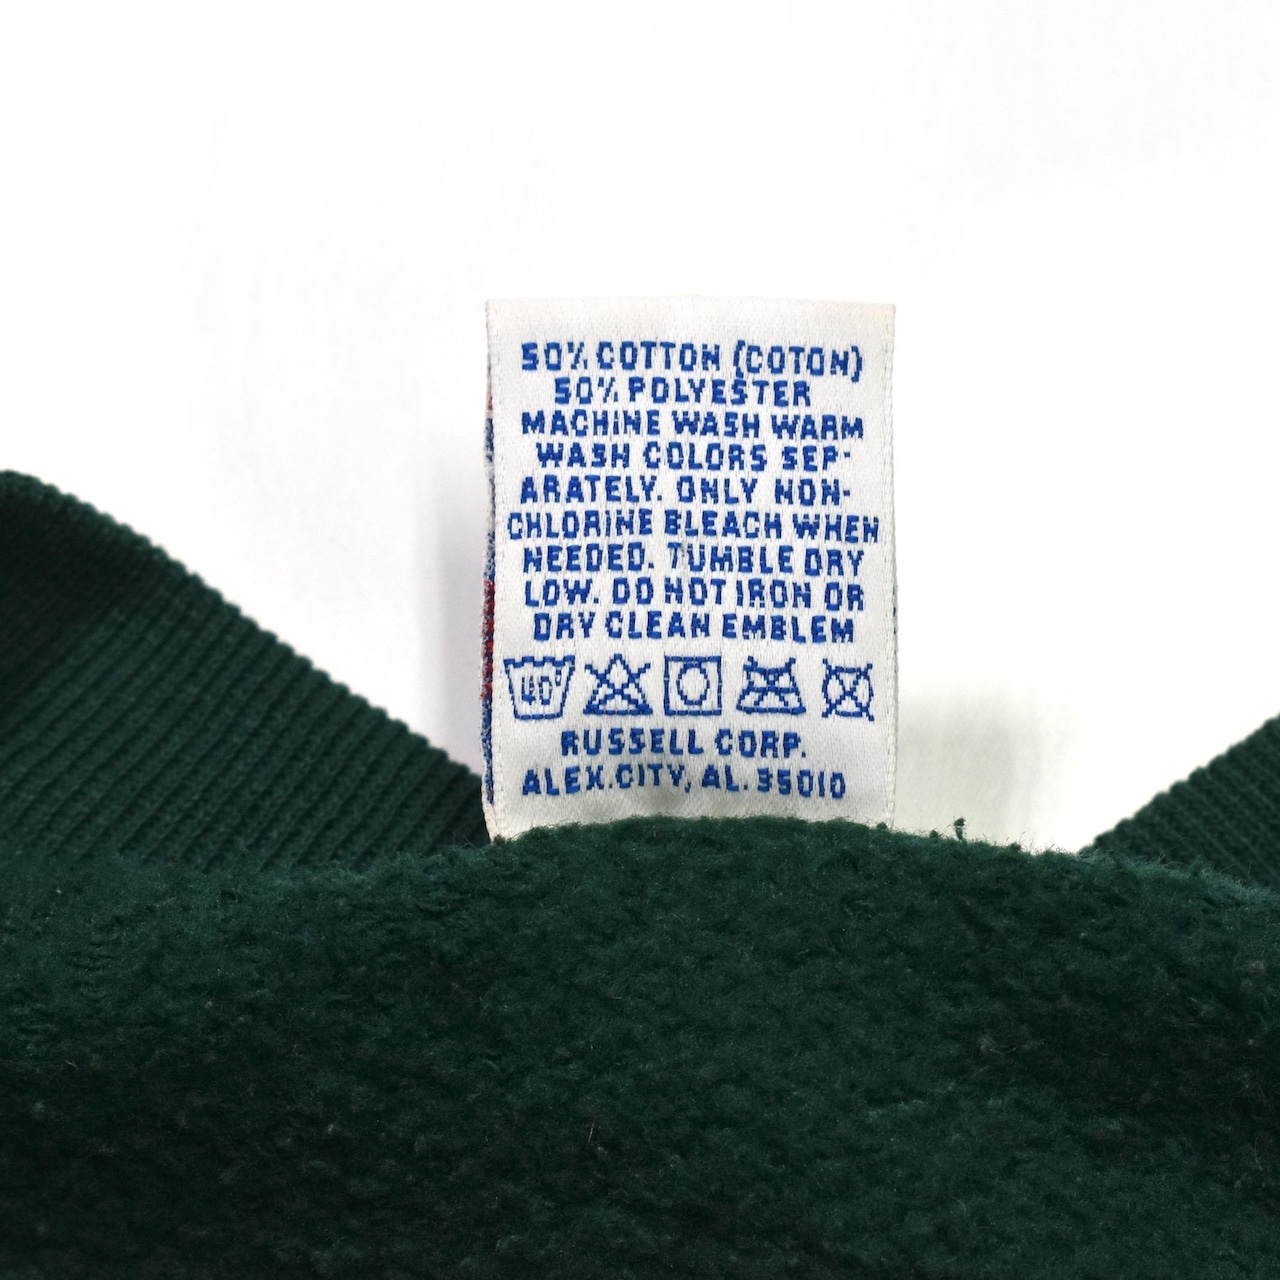 50% COTTON (COTON)
50% POLYESTER
MACHINE WASH WARM
WASH COLORS SEP-
ARATELY. ONLY NON-
CHLORINE BLEACH WHEN
NEEDED. TUMBLE DRY
LOW. DO NOT IRON OR
DRY CLEAN EMBLEM
40°
RUSSELL CORP.
ALEX.CITY, AL. 35010